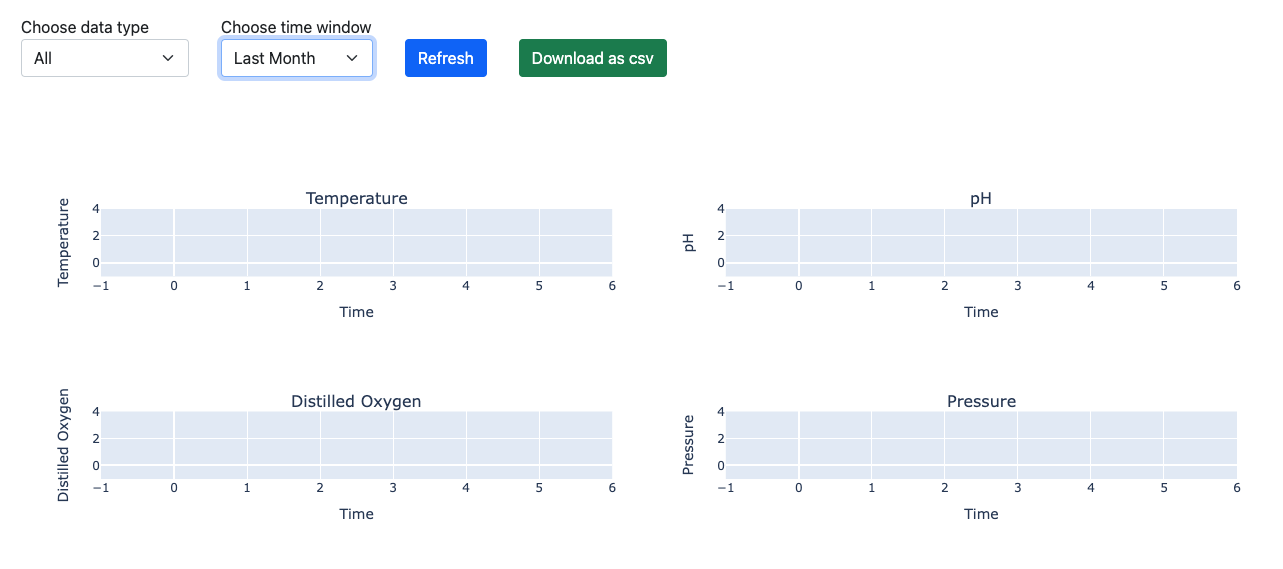 Choose data type
Choose time window
All
Last Month
Refresh
Download as csv
Temperature
Temperature
4
2
0
−1 0 1 2 3 4 5 6
Time
pH
pH
4
2
0
−1 0 1 2 3 4 5 6
Time
Distilled Oxygen
Distilled Oxygen
4
2
0
−1 0 1 2 3 4 5 6
Time
Pressure
Pressure
4
2
0
−1 0 1 2 3 4 5 6
Time